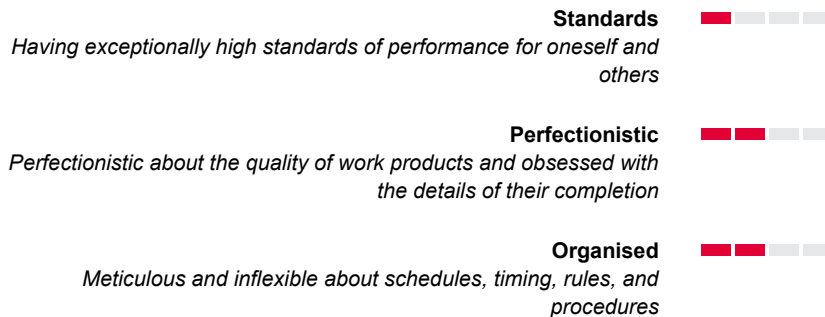 Standards
Having exceptionally high standards of performance for oneself and
others
Perfectionistic
Perfectionistic about the quality of work products and obsessed with
the details of their completion
Organised
Meticulous and inflexible about schedules, timing, rules, and
procedures